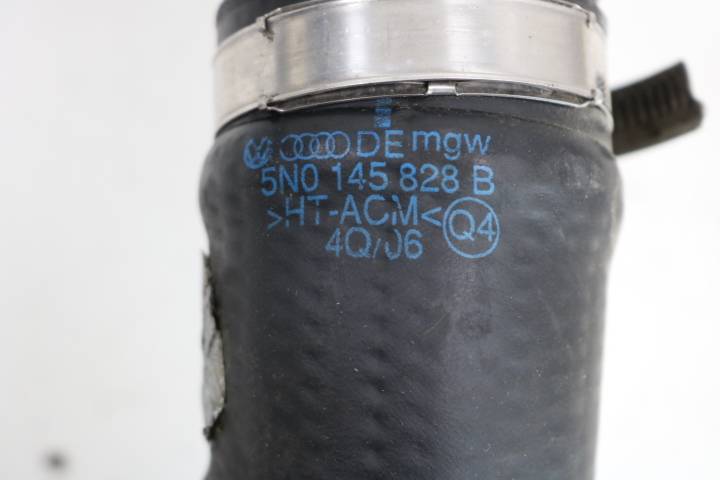 DE mgw
5N0 145 828 B
>HT-ACM< Q4
4Q/06